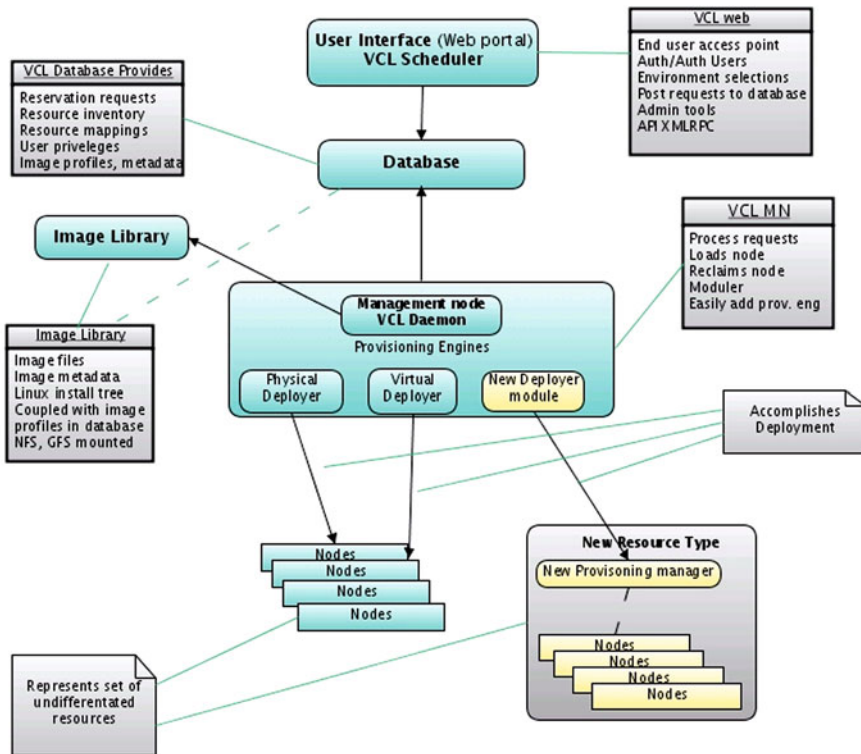 VCL web
End user access point
Auth/Auth Users
Environment selections
Post requests to database
Admin tools
API XMLRPC
User Interface (Web portal)
VCL Scheduler
VCL Database Provides
Reservation requests
Resource inventory
Resource mappings
User priveleges
Image profiles, metadata
Database
Image Library
VCL MN
Process requests
Loads node
Reclaims node
Moduler
Easily add prov. eng
Management node
VCL Daemon
Provisioning Engines
Physical
Deployer
Virtual
Deployer
New Deployer
module
Image Library
Image files
Image metadata
Linux install tree
Coupled with image
profiles in database
NFS, GFS mounted
Accomplishes
Deployment
Nodes
Nodes
Nodes
Nodes
New Resource Type
New Provisoning manager
Nodes
Nodes
Nodes
Nodes
Represents set of
undifferentated
resources